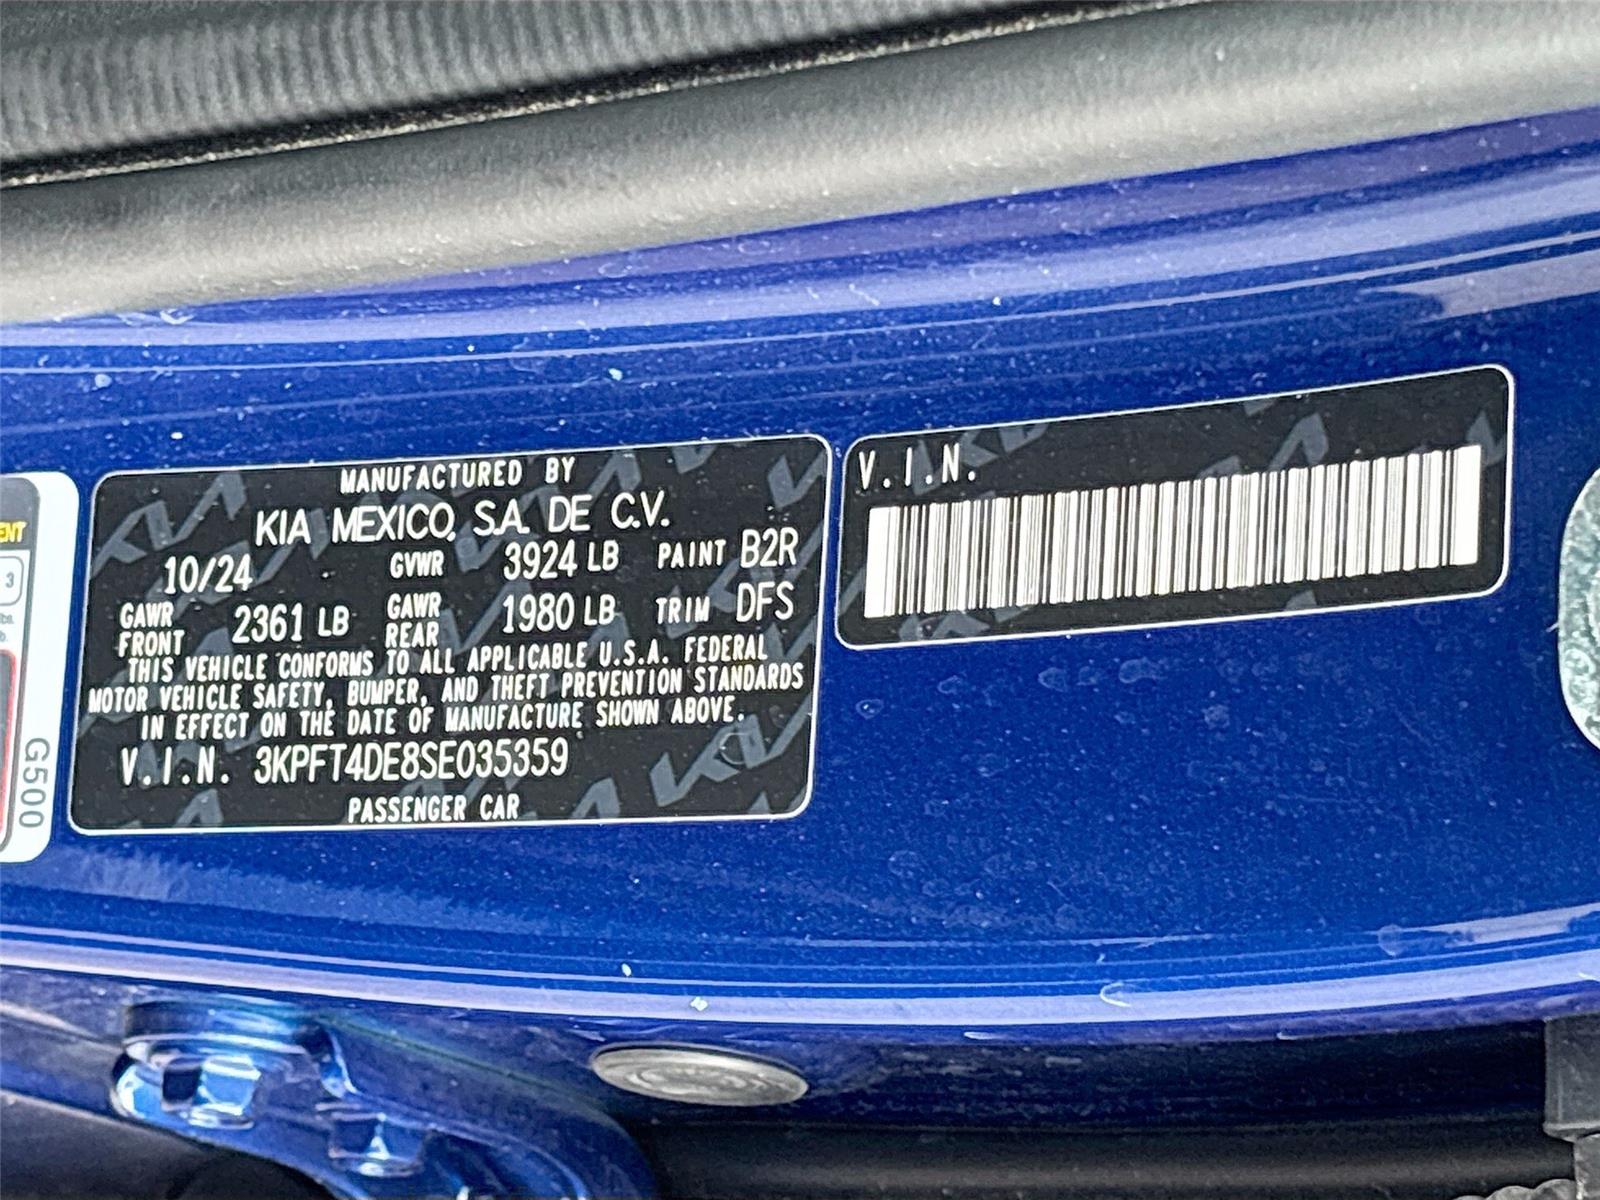 MANUFACTURED BY
KIA MEXICO, S.A. DE C.V.
10/24 GVWR 3924 LB PAINT B2R
GAWR FRONT 2361 LB GAWR REAR 1980 LB TRIM DFS
THIS VEHICLE CONFORMS TO ALL APPLICABLE U.S.A. FEDERAL
MOTOR VEHICLE SAFETY, BUMPER, AND THEFT PREVENTION STANDARDS
IN EFFECT ON THE DATE OF MANUFACTURE SHOWN ABOVE.
V.I.N. 3KPFT4DE8SE035359
PASSENGER CAR
V.I.N.
G500
3